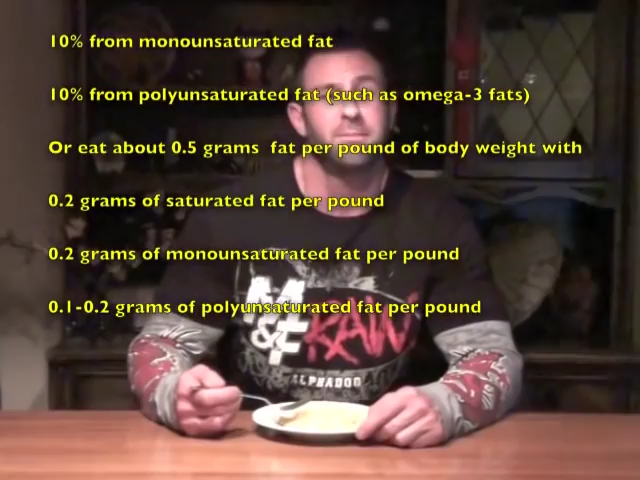 10% from monounsaturated fat
10% from polyunsaturated fat (such as omega-3 fats)
Or eat about 0.5 grams  fat per pound of body weight with
0.2 grams of saturated fat per pound
0.2 grams of monounsaturated fat per pound
0.1-0.2 grams of polyunsaturated fat per pound
RAW
ALPHADOG